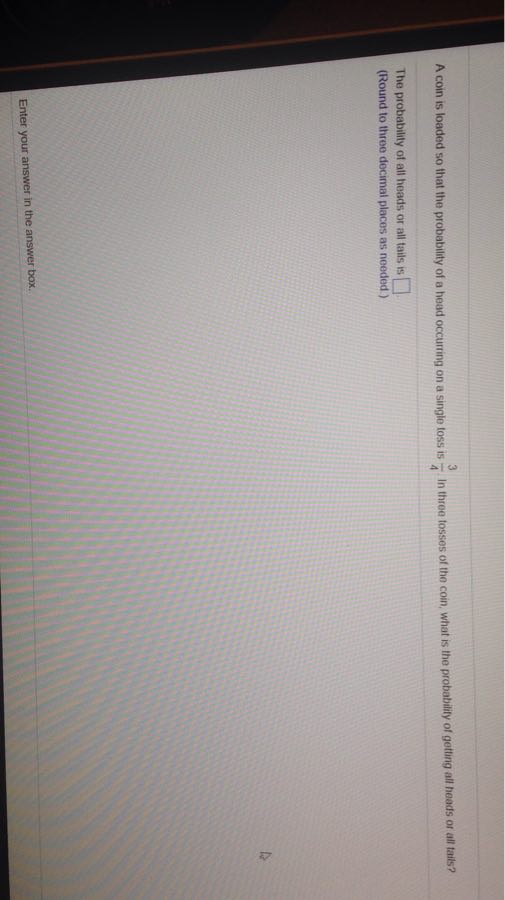 A coin is loaded so that the probability of a head occurring on a single toss is 3/4. In three tosses of the coin, what is the probability of getting all heads or all tails?
The probability of all heads or all tails is
(Round to three decimal places as needed.)
Enter your answer in the answer box.